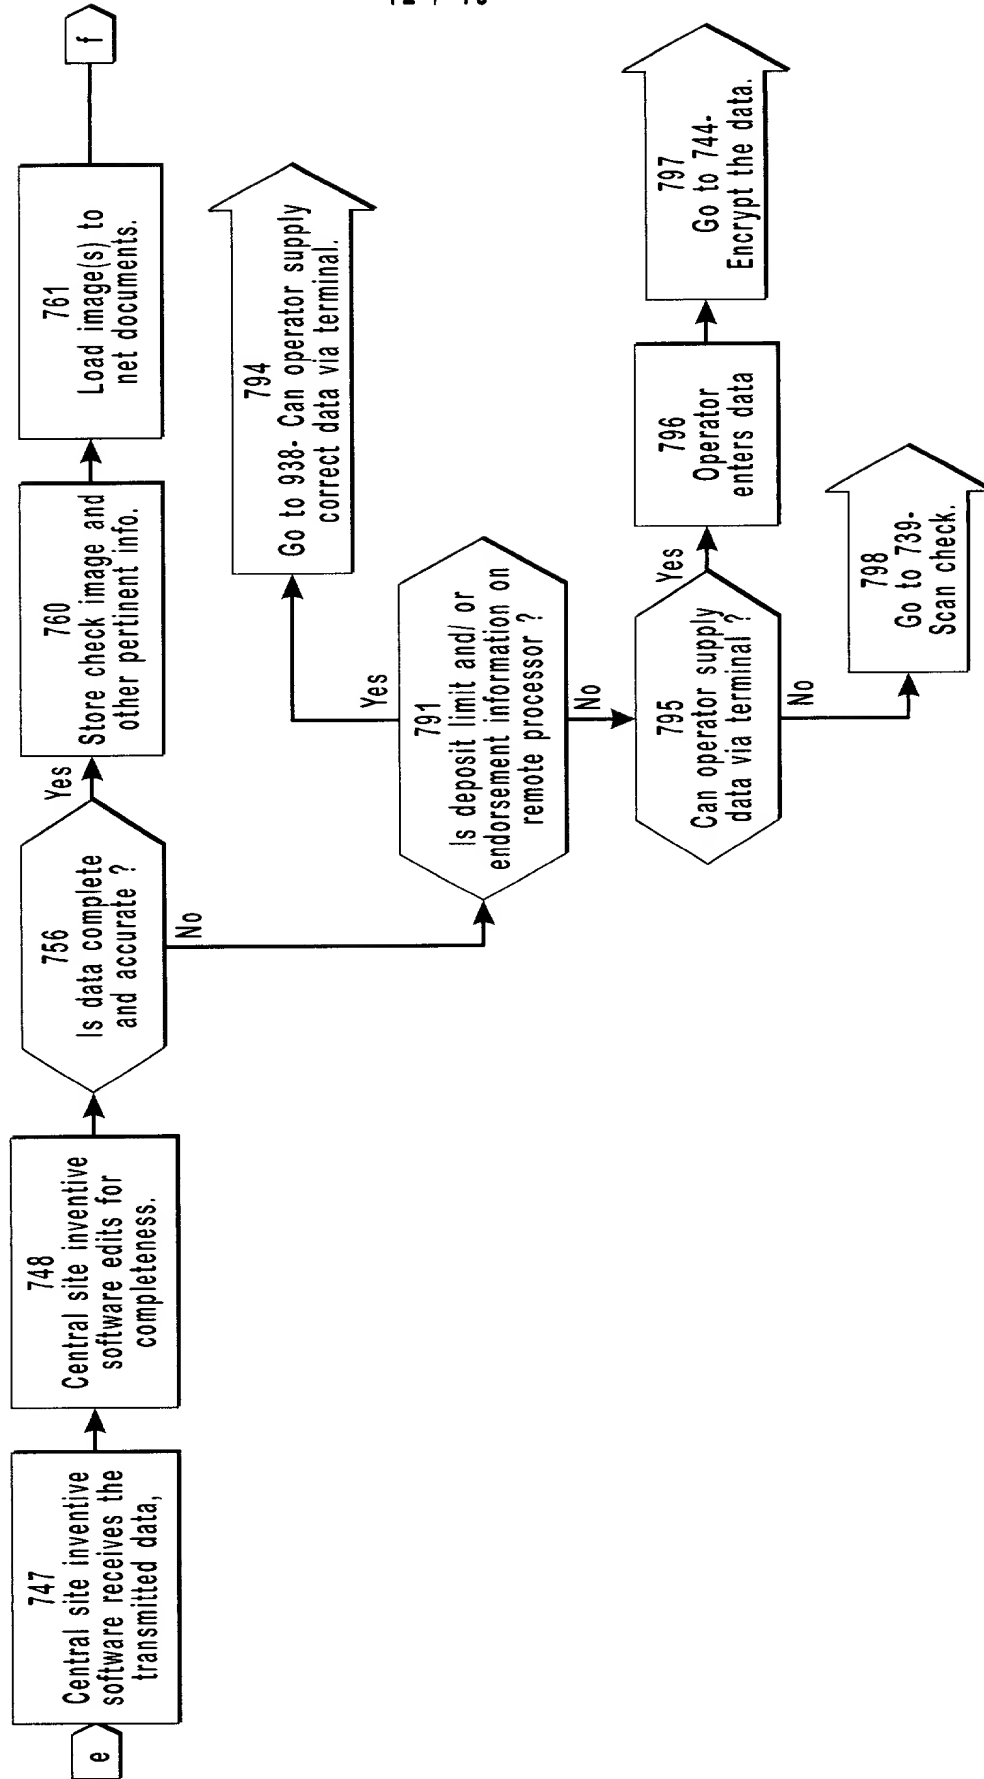 e
747
Central site inventive
software receives the
transmitted data,
748
Central site inventive
software edits for
completeness.
756
Is data complete
and accurate ?
Yes
No
760
Store check image and
other pertinent info.
761
Load image(s) to
net documents.
f
791
Is deposit limit and/ or
endorsement information on
remote processor ?
Yes
No
794
Go to 938- Can operator supply
correct data via terminal.
795
Can operator supply
data via terminal ?
Yes
No
796
Operator
enters data
797
Go to 744-
Encrypt the data.
798
Go to 739-
Scan check.